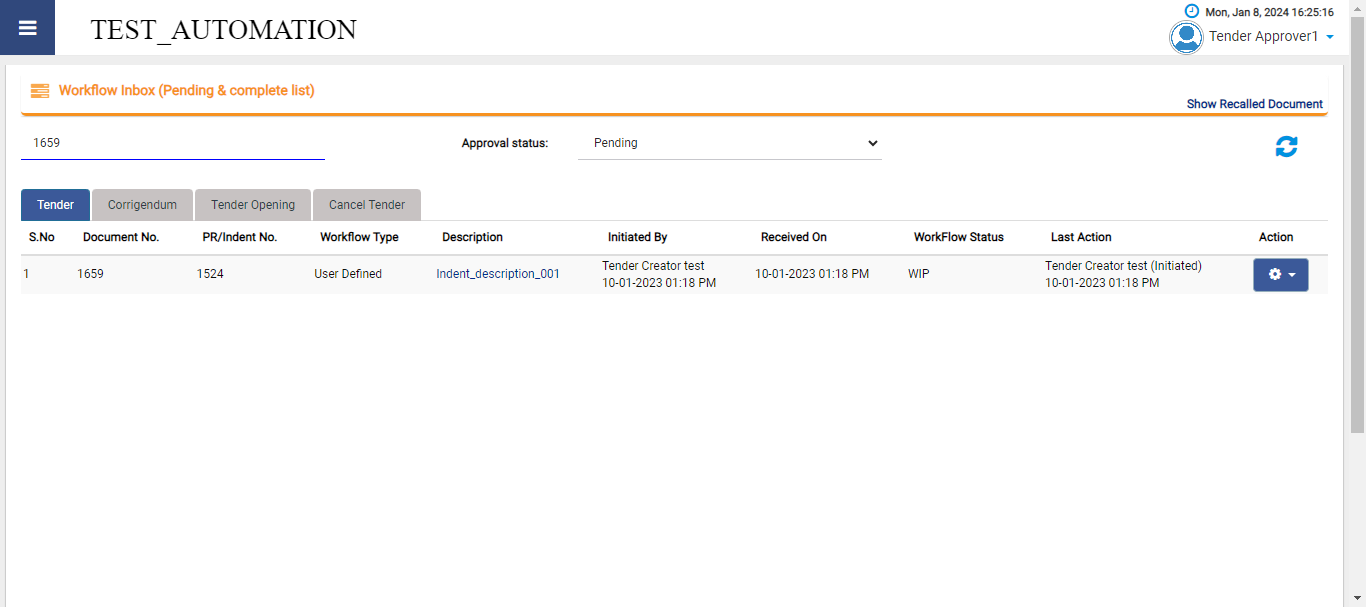 Mon, Jan 8, 2024 16:25:16
TEST_AUTOMATION
Tender Approver1
Workflow Inbox (Pending & complete list)
Show Recalled Document
1659 Approval status: Pending
Tender Corrigendum Tender Opening Cancel Tender
S.No Document No. PR/Indent No. Workflow Type Description Initiated By Received On WorkFlow Status Last Action Action
1 1659 1524 User Defined Indent_description_001 Tender Creator test 10-01-2023 01:18 PM WIP Tender Creator test (Initiated)
10-01-2023 01:18 PM 10-01-2023 01:18 PM